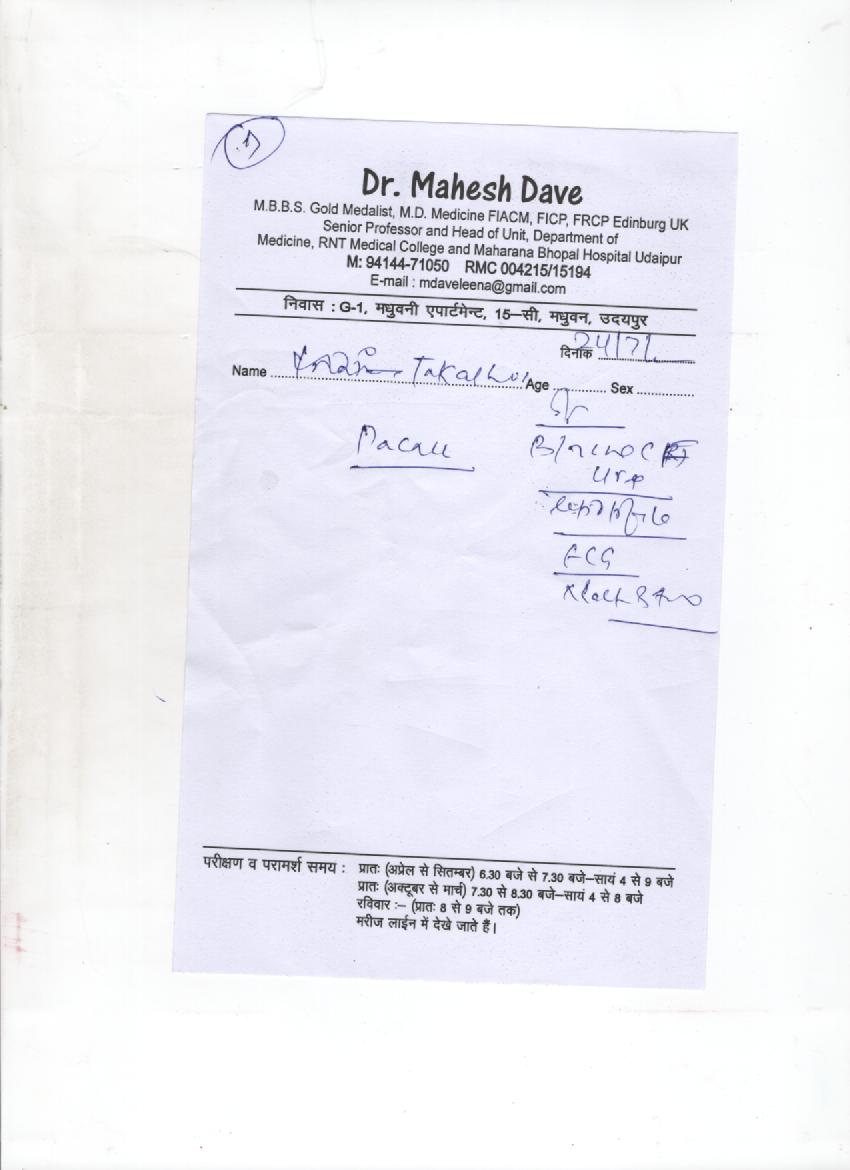 1)
Dr. Mahesh Dave
M.B.B.S. Gold Medalist, M.D. Medicine FIACM, FICP, FRCP Edinburg UK
Senior Professor and Head of Unit, Department of
Medicine, RNT Medical College and Maharana Bhopal Hospital Udaipur
M: 94144-71050 RMC 004215/15194
E-mail : mdaveleena@gmail.com
निवास : G-1, मधुवनी एपार्टमेन्ट, 15–सी, मधुवन, उदयपुर
दिनांक 24/7/
Name Age Sex
ECG
परीक्षण व परामर्श समय : प्रातः (अप्रेल से सितम्बर) 6.30 बजे से 7.30 बजे–सायं 4 से 9 बजे
प्रातः (अक्टूबर से मार्च) 7.30 से 8.30 बजे–सायं 4 से 8 बजे
रविवार :– (प्रातः 8 से 9 बजे तक)
मरीज लाईन में देखे जाते हैं।